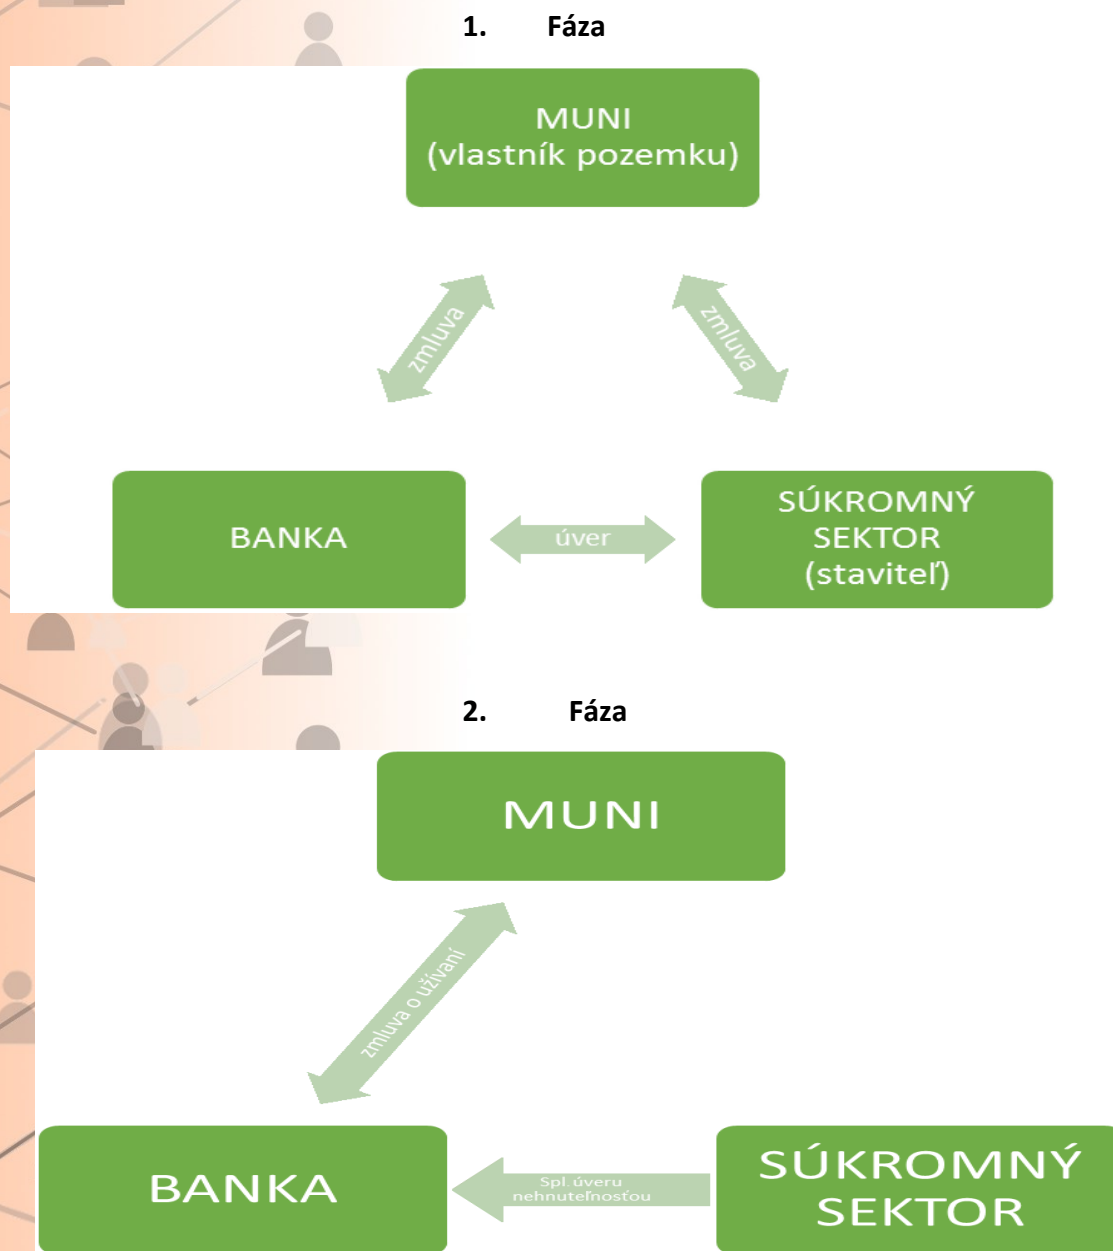 1. Fáza
MUNI
(vlastník pozemku)
zmluva
zmluva
BANKA
úver
SÚKROMNÝ
SEKTOR
(staviteľ)
2. Fáza
MUNI
zmluva o užívaní
BANKA
Spl. úveru
nehnuteľnosťou
SÚKROMNÝ
SEKTOR